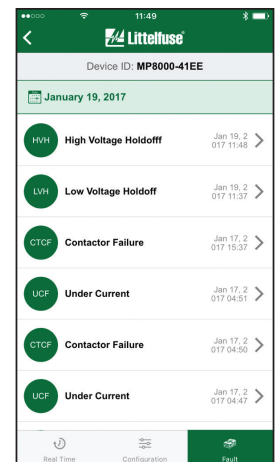 11:49
Littelfuse
Device ID: MP8000-41EE
January 19, 2017
HVH High Voltage Holdofff Jan 19, 2
017 11:48
LVH Low Voltage Holdoff Jan 19, 2
017 11:37
CTCF Contactor Failure Jan 17, 2
017 15:37
UCF Under Current Jan 17, 2
017 04:51
CTCF Contactor Failure Jan 17, 2
017 04:50
UCF Under Current Jan 17, 2
017 04:47
Real Time Configuration Fault